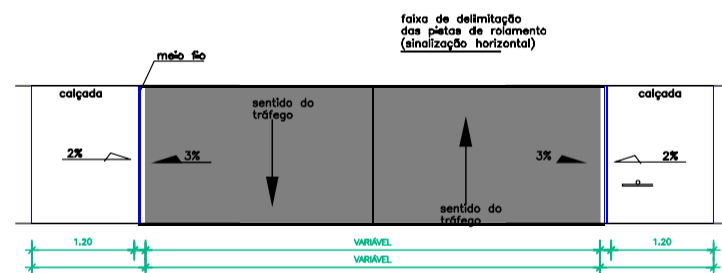 faixa de delimitação
das pistas de rolamento
(sinalização horizontal)
meio fio
calçada
calçada
sentido do
tráfego
2%
3%
3%
2%
sentido do
tráfego
1.20
VARIÁVEL
1.20
VARIÁVEL